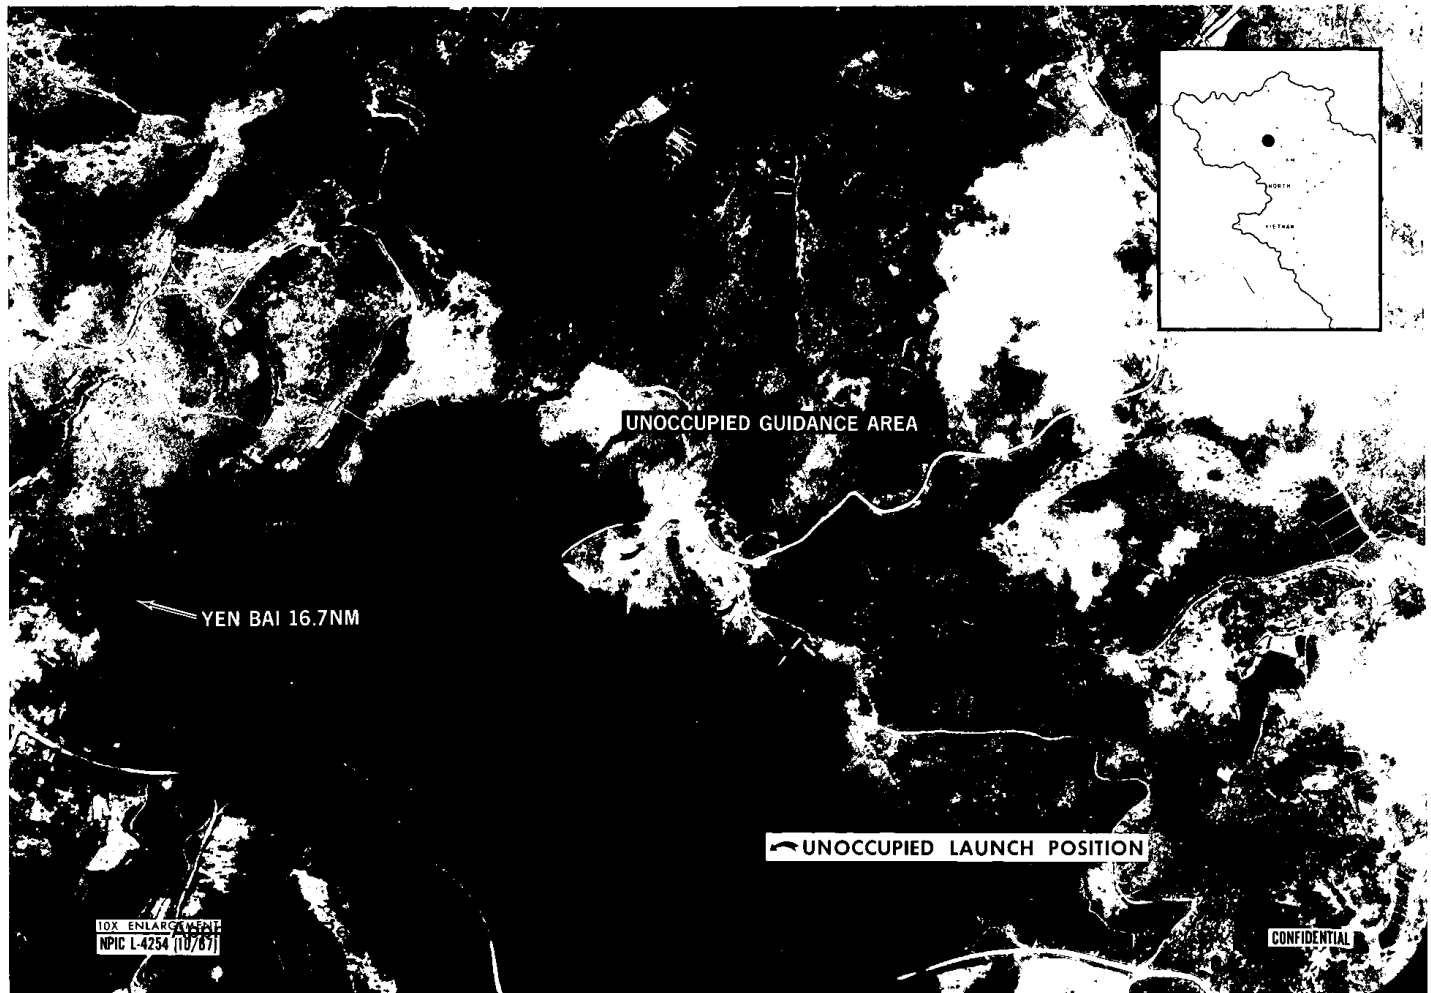 NORTH
VIETNAM
UNOCCUPIED GUIDANCE AREA
YEN BAI 16.7NM
UNOCCUPIED LAUNCH POSITION
10X ENLARGEMENT
NPIC L-4254 (10/67)
CONFIDENTIAL